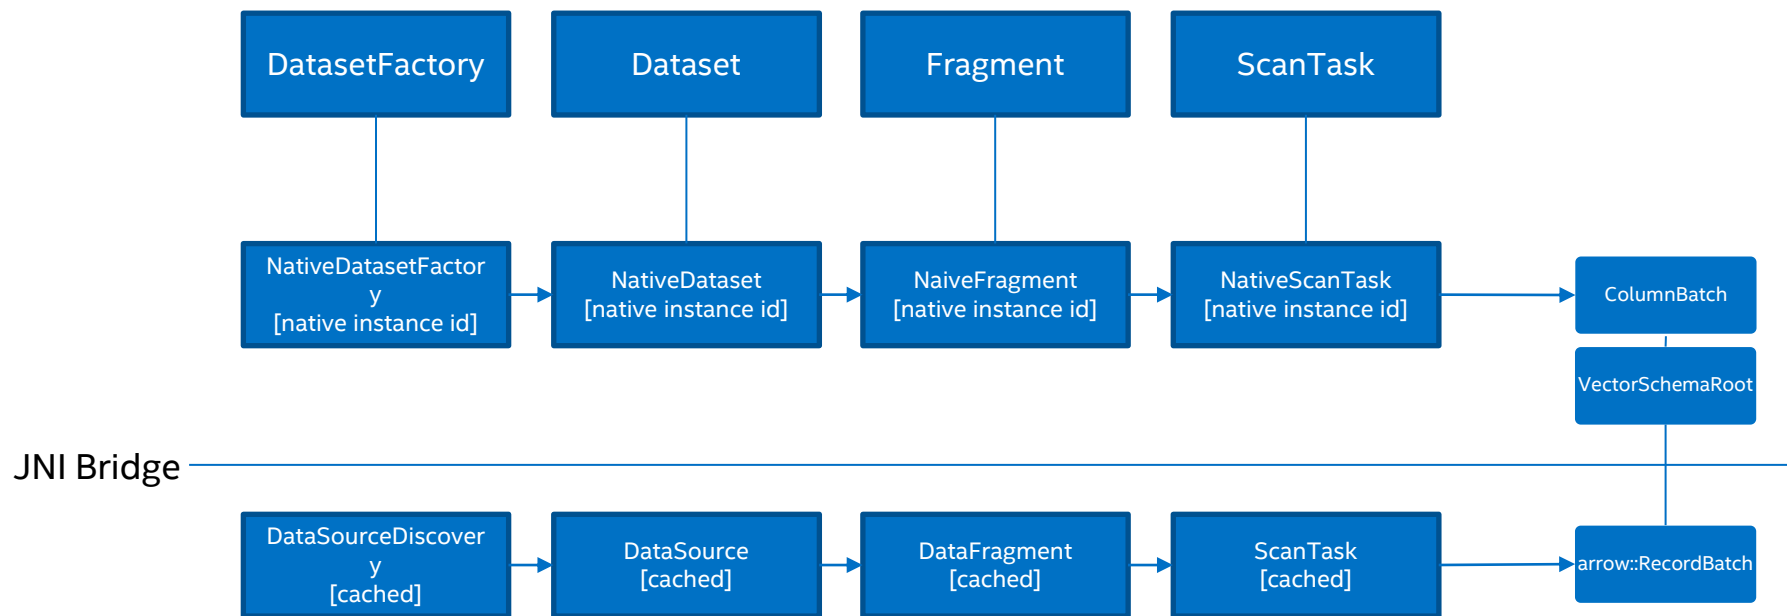 DatasetFactory
Dataset
Fragment
ScanTask
NativeDatasetFactor
y
[native instance id]
NativeDataset
[native instance id]
NaiveFragment
[native instance id]
NativeScanTask
[native instance id]
ColumnBatch
VectorSchemaRoot
JNI Bridge
DataSourceDiscover
y
[cached]
DataSource
[cached]
DataFragment
[cached]
ScanTask
[cached]
arrow::RecordBatch